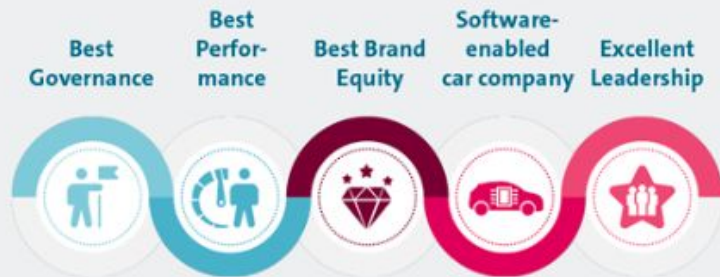 Best
Governance
Best
Perfor-
mance
Best Brand
Equity
Software-
enabled
car company
Excellent
Leadership